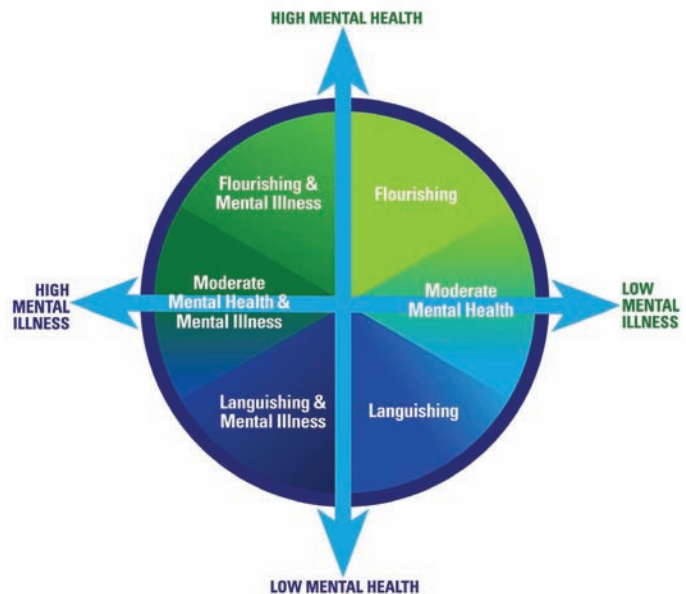 HIGH MENTAL HEALTH
Flourishing &
Mental Illness
Flourishing
HIGH
MENTAL
ILLNESS
Moderate
Mental Health &
Mental Illness
Moderate
Mental Health
LOW
MENTAL
ILLNESS
Languishing &
Mental Illness
Languishing
LOW MENTAL HEALTH